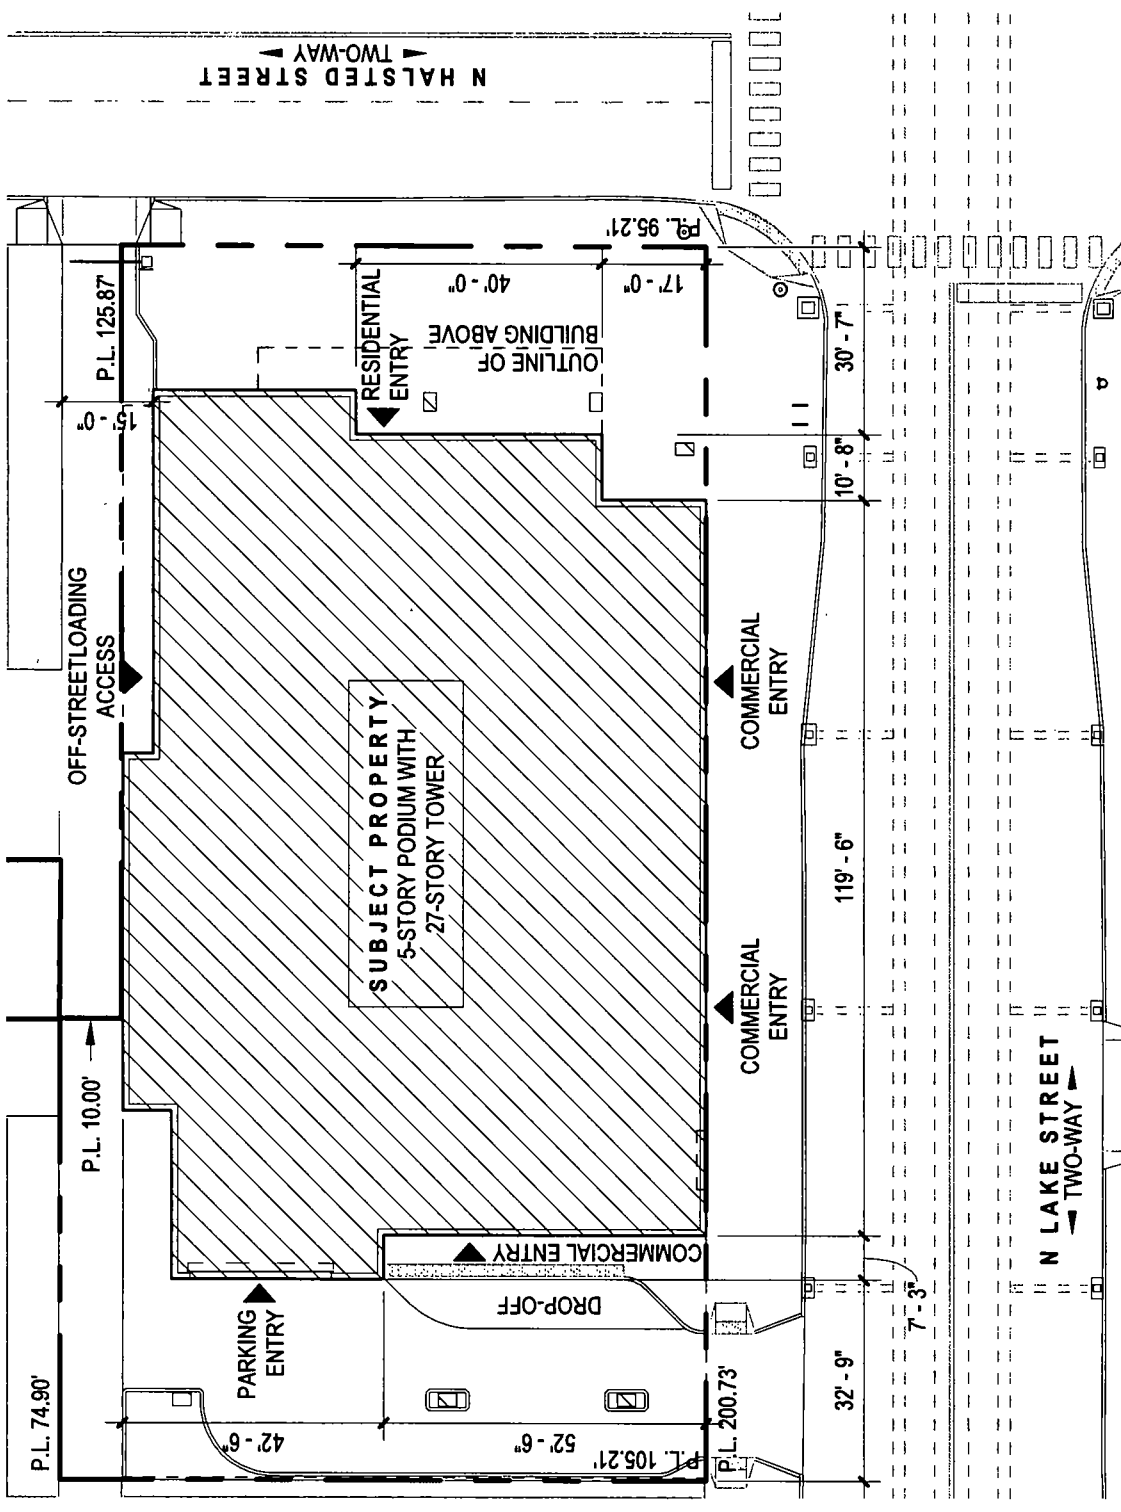 N HALSTED STREET
◄ TWO-WAY ►
P.L. 95.21'
P.L. 125.87'
15' - 0"
40' - 0"
17' - 0"
RESIDENTIAL
ENTRY
OUTLINE OF
BUILDING ABOVE
30' - 7"
10' - 8"
OFF-STREETLOADING
ACCESS
SUBJECT PROPERTY
5-STORY PODIUM WITH
27-STORY TOWER
COMMERCIAL
ENTRY
119' - 6"
COMMERCIAL
ENTRY
P.L. 10.00'
N LAKE STREET
◄ TWO-WAY ►
COMMERCIAL ENTRY
DROP-OFF
PARKING
ENTRY
7' - 3"
32' - 9"
P.L. 74.90'
42' - 6"
52' - 6"
P.L. 105.21'
P.L. 200.73'